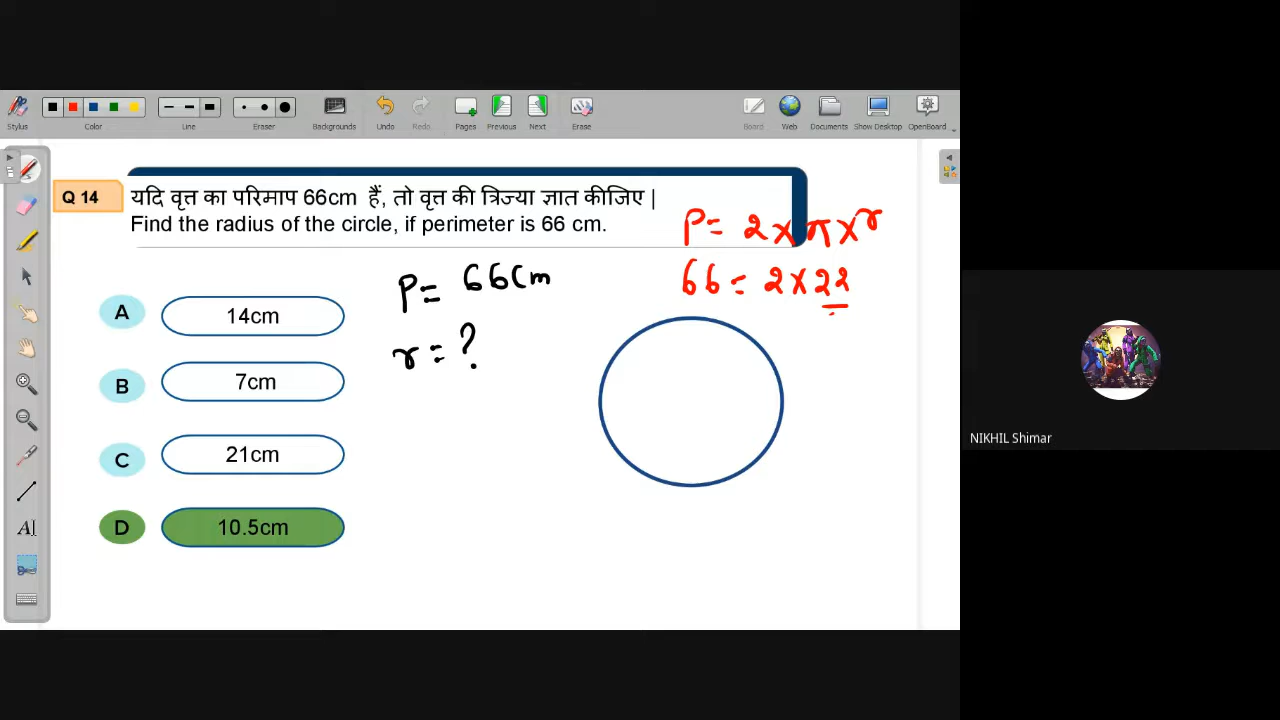 Stylus Color Line Eraser Backgrounds Undo Redo Pages Previous Next Erase Board Web Documents Show Desktop OpenBoard
Q 14
यदि वृत्त का परिमाप 66cm हैं, तो वृत्त की त्रिज्या ज्ञात कीजिए |
Find the radius of the circle, if perimeter is 66 cm.
P= 2×π×r
66 = 2×22
P= 66Cm
r = ?
A 14cm
B 7cm
C 21cm
D 10.5cm
NIKHIL Shimar